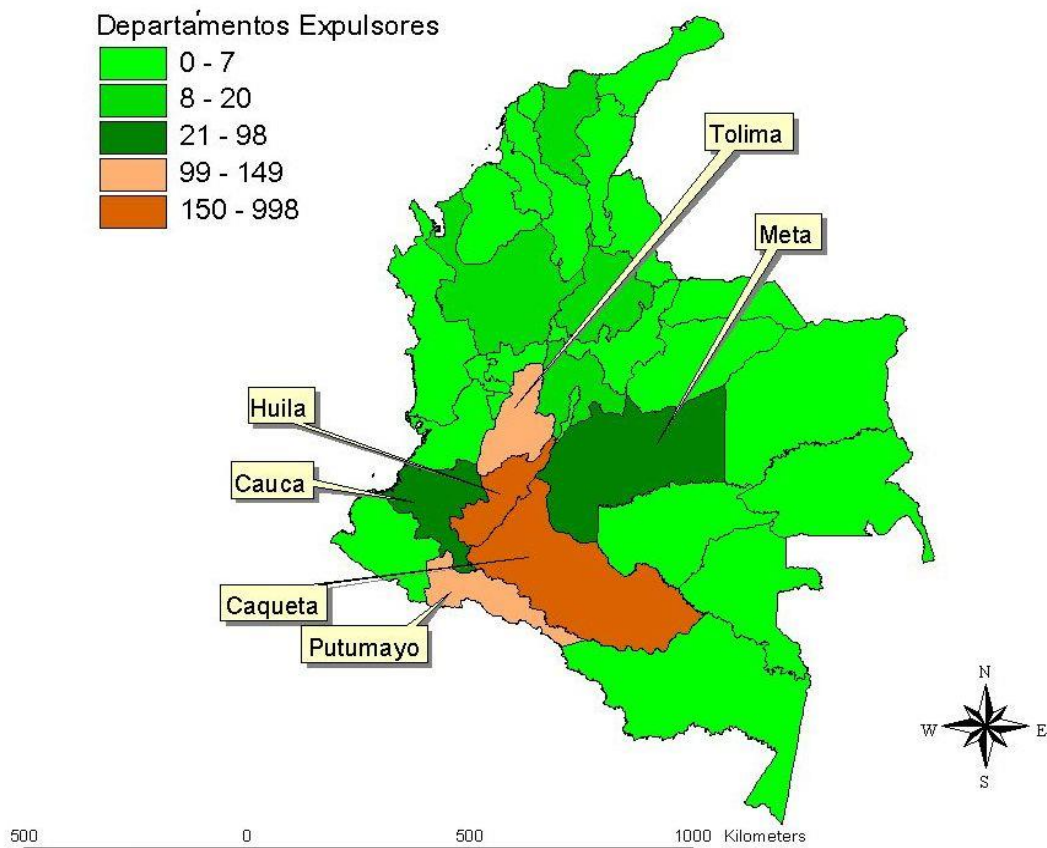 Departamentos Expulsores
0 - 7
8 - 20
21 - 98
99 - 149
150 - 998
Tolima
Meta
Huila
Cauca
Caqueta
Putumayo
N
W E
S
500 0 500 1000 Kilometers